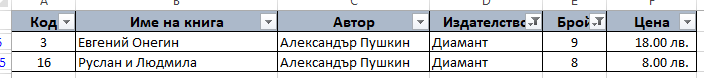 A B C D E F
Код Име на книга Автор Издателство Брой Цена
3 Евгений Онегин Александър Пушкин Диамант 9 18.00 лв.
16 Руслан и Людмила Александър Пушкин Диамант 8 8.00 лв.